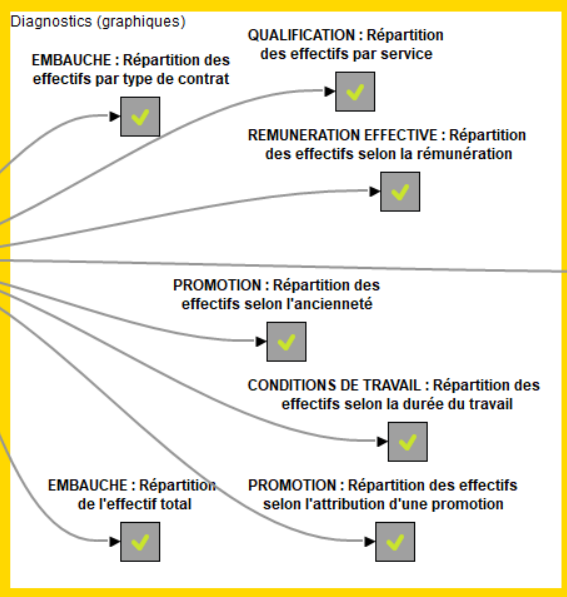 Diagnostics (graphiques)
QUALIFICATION : Répartition
des effectifs par service
EMBAUCHE : Répartition des
effectifs par type de contrat
REMUNERATION EFFECTIVE : Répartition
des effectifs selon la rémunération
PROMOTION : Répartition des
effectifs selon l'ancienneté
CONDITIONS DE TRAVAIL : Répartition des
effectifs selon la durée du travail
EMBAUCHE : Répartition
de l'effectif total
PROMOTION : Répartition des effectifs
selon l'attribution d'une promotion